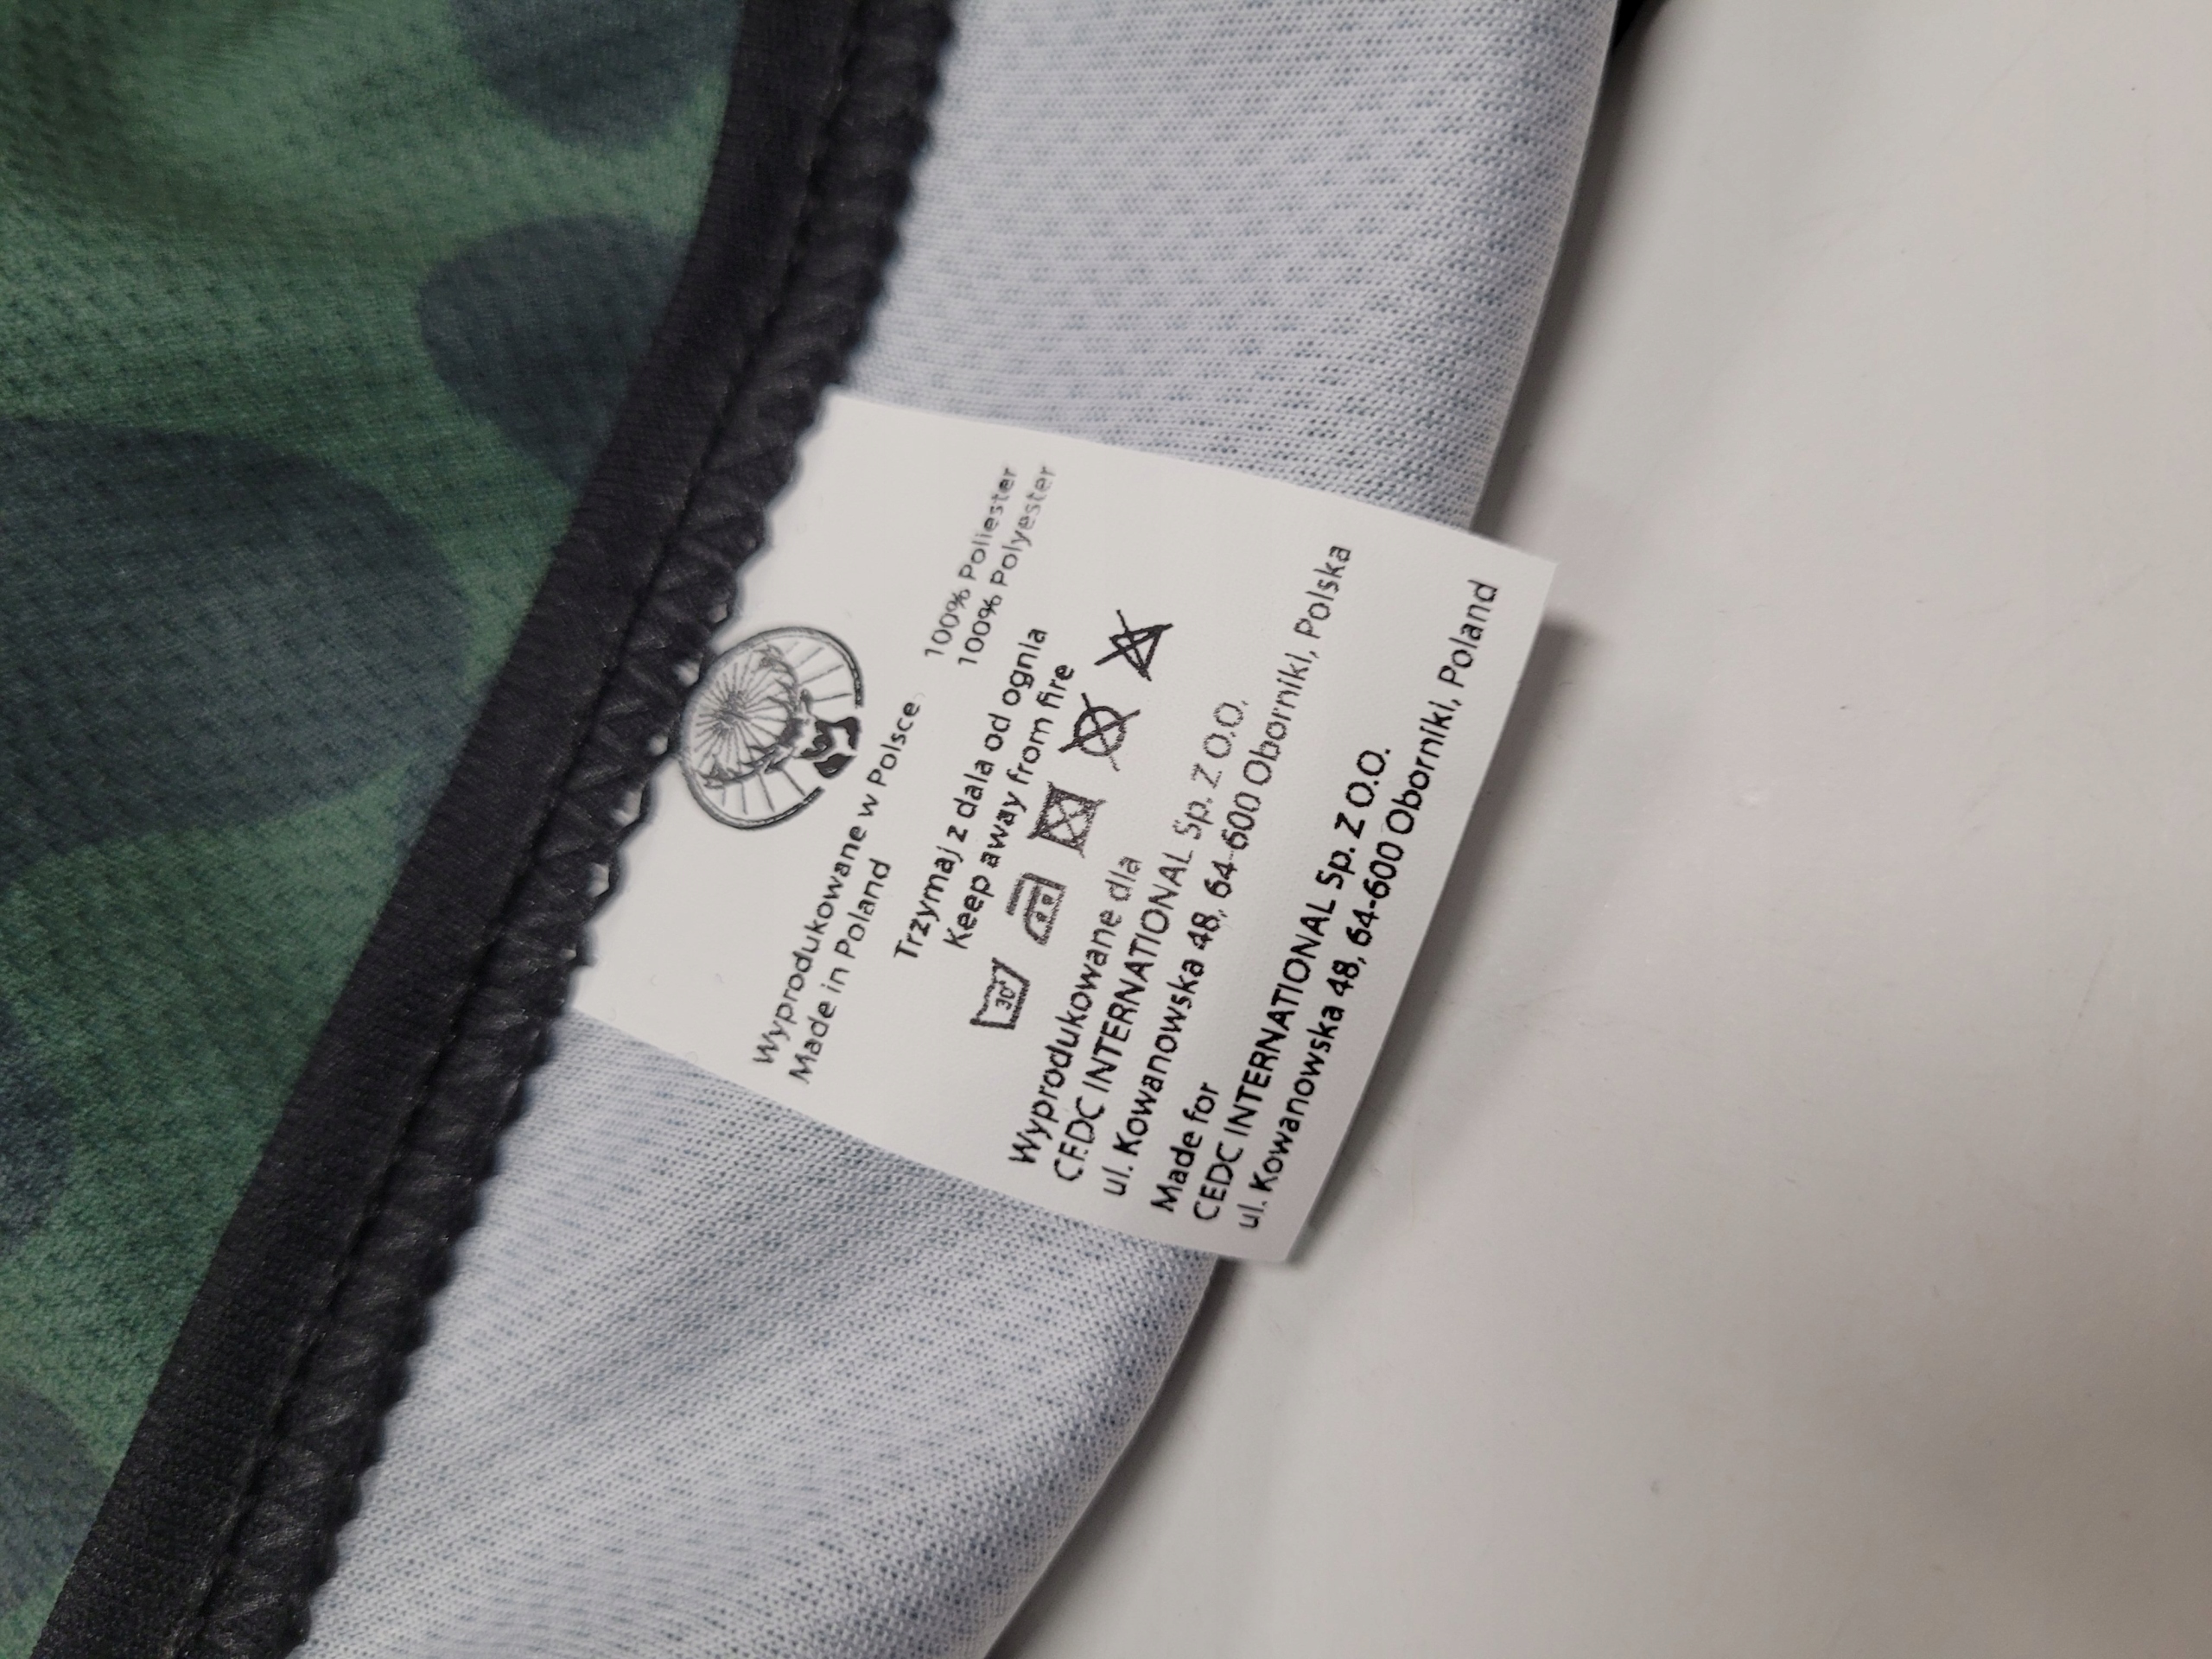 Wyprodukowane w Polsce
Made in Poland
100% Poliester
100% Polyester
Trzymaj z dala od ognia
Keep away from fire
30°
Wyprodukowane dla
CEDC INTERNATIONAL Sp. Z O.O.
ul. Kowanowska 48, 64-600 Oborniki, Polska
Made for
CEDC INTERNATIONAL Sp. Z O.O.
ul. Kowanowska 48, 64-600 Oborniki, Poland